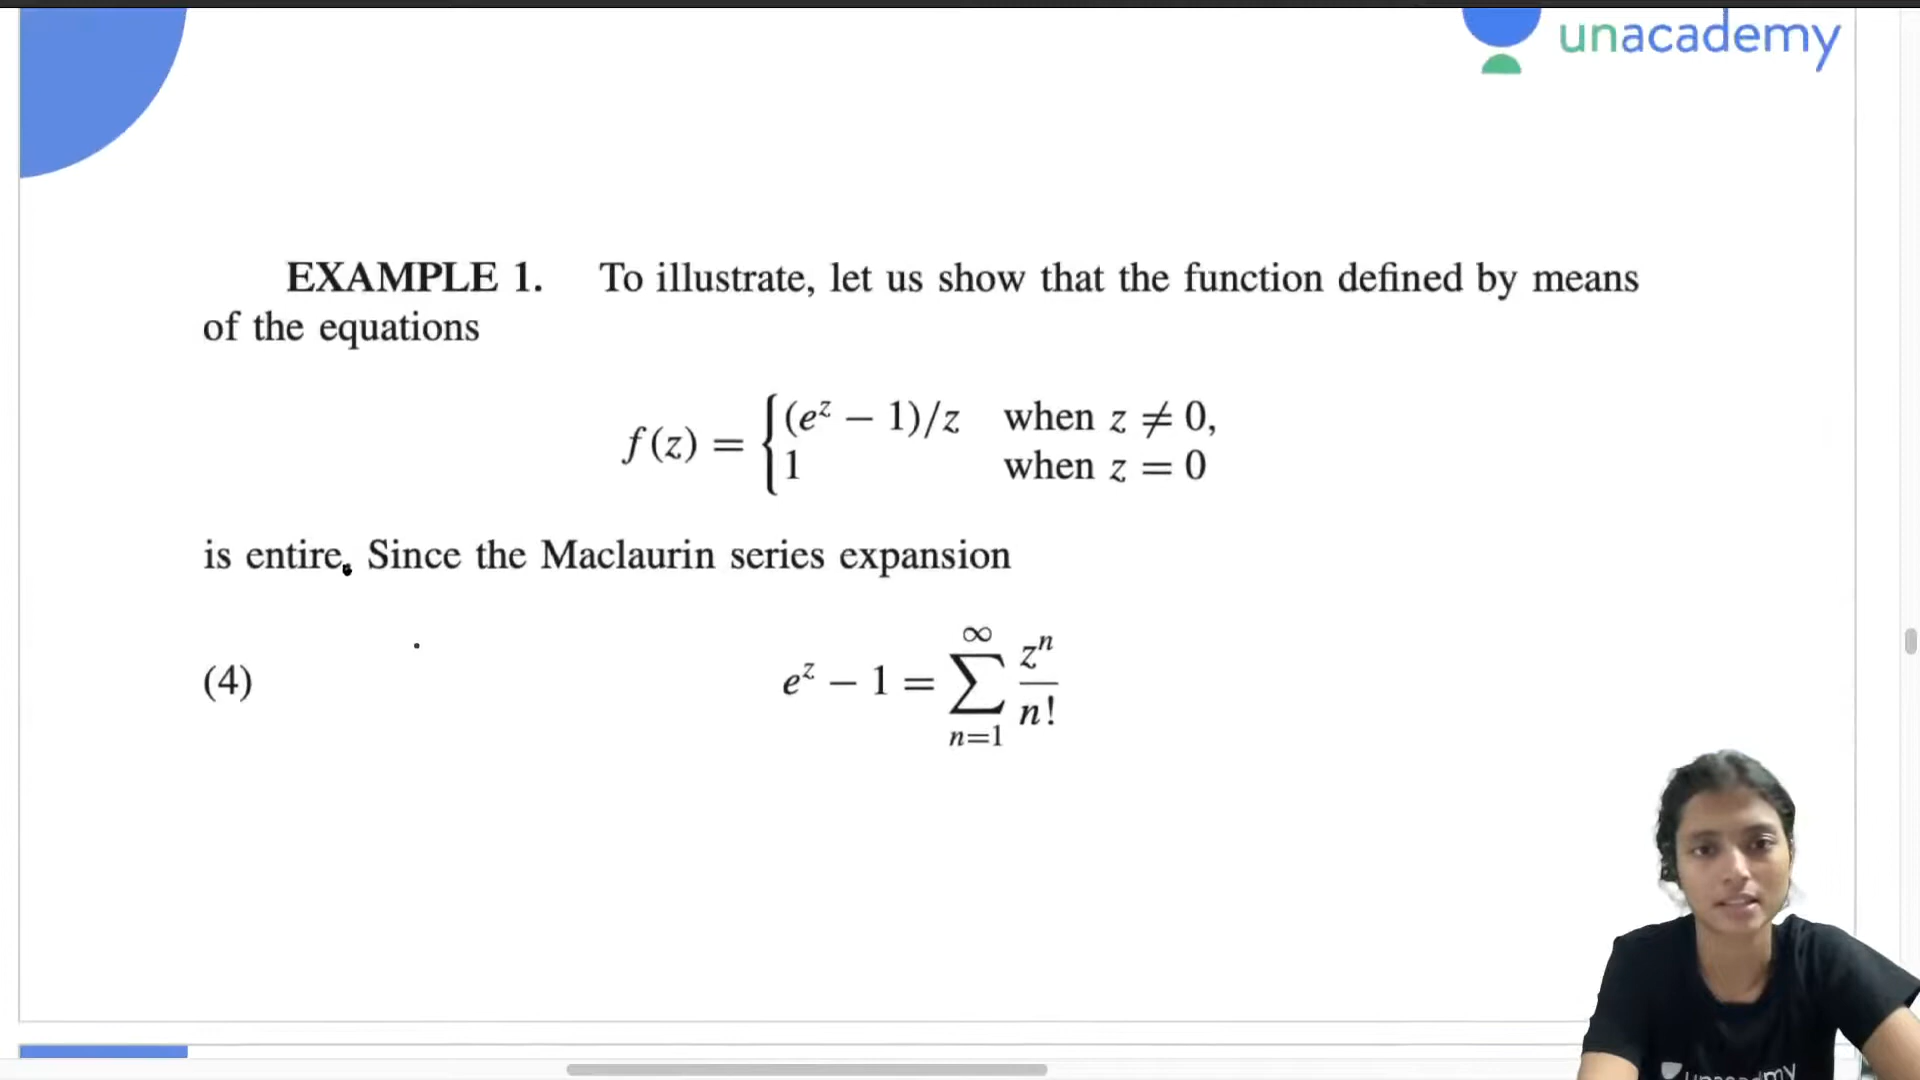 unacademy
EXAMPLE 1. To illustrate, let us show that the function defined by means
of the equations
f(z) = { (e^z − 1)/z when z ≠ 0,
1 when z = 0
is entire. Since the Maclaurin series expansion
(4) e^z − 1 = ∑_{n=1}^{∞} z^n / n!